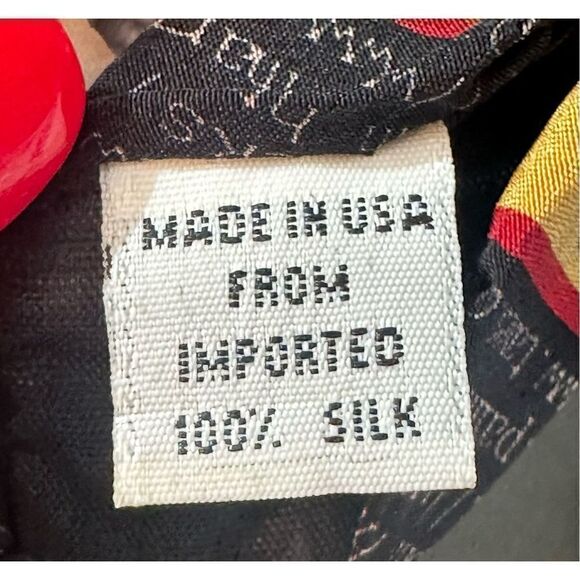 MADE IN USA
FROM
IMPORTED
100% SILK